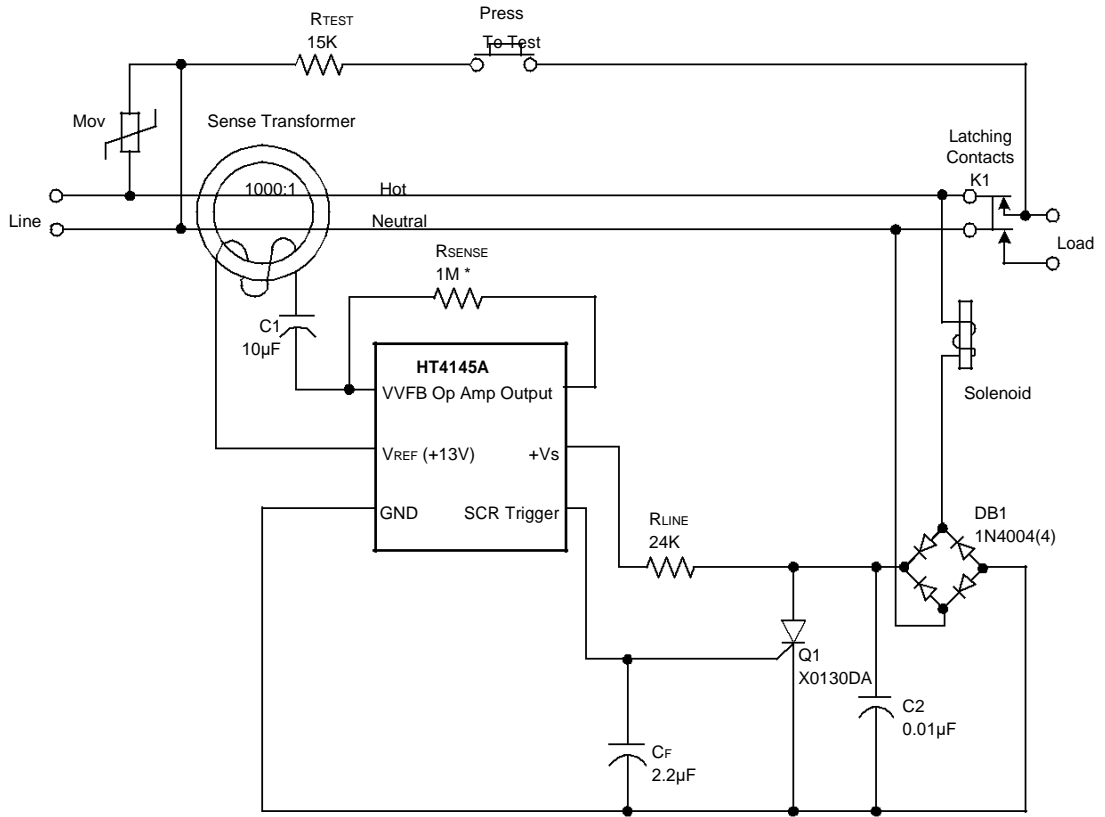 RTEST
15K
Press
To Test
Mov
Sense Transformer
Latching
Contacts
K1
1000:1
Hot
Line
Neutral
Load
RSENSE
1M *
C1
10µF
HT4145A
VVFB Op Amp Output
Solenoid
VREF (+13V)
+Vs
GND
SCR Trigger
RLINE
24K
DB1
1N4004(4)
Q1
X0130DA
C2
0.01µF
CF
2.2µF